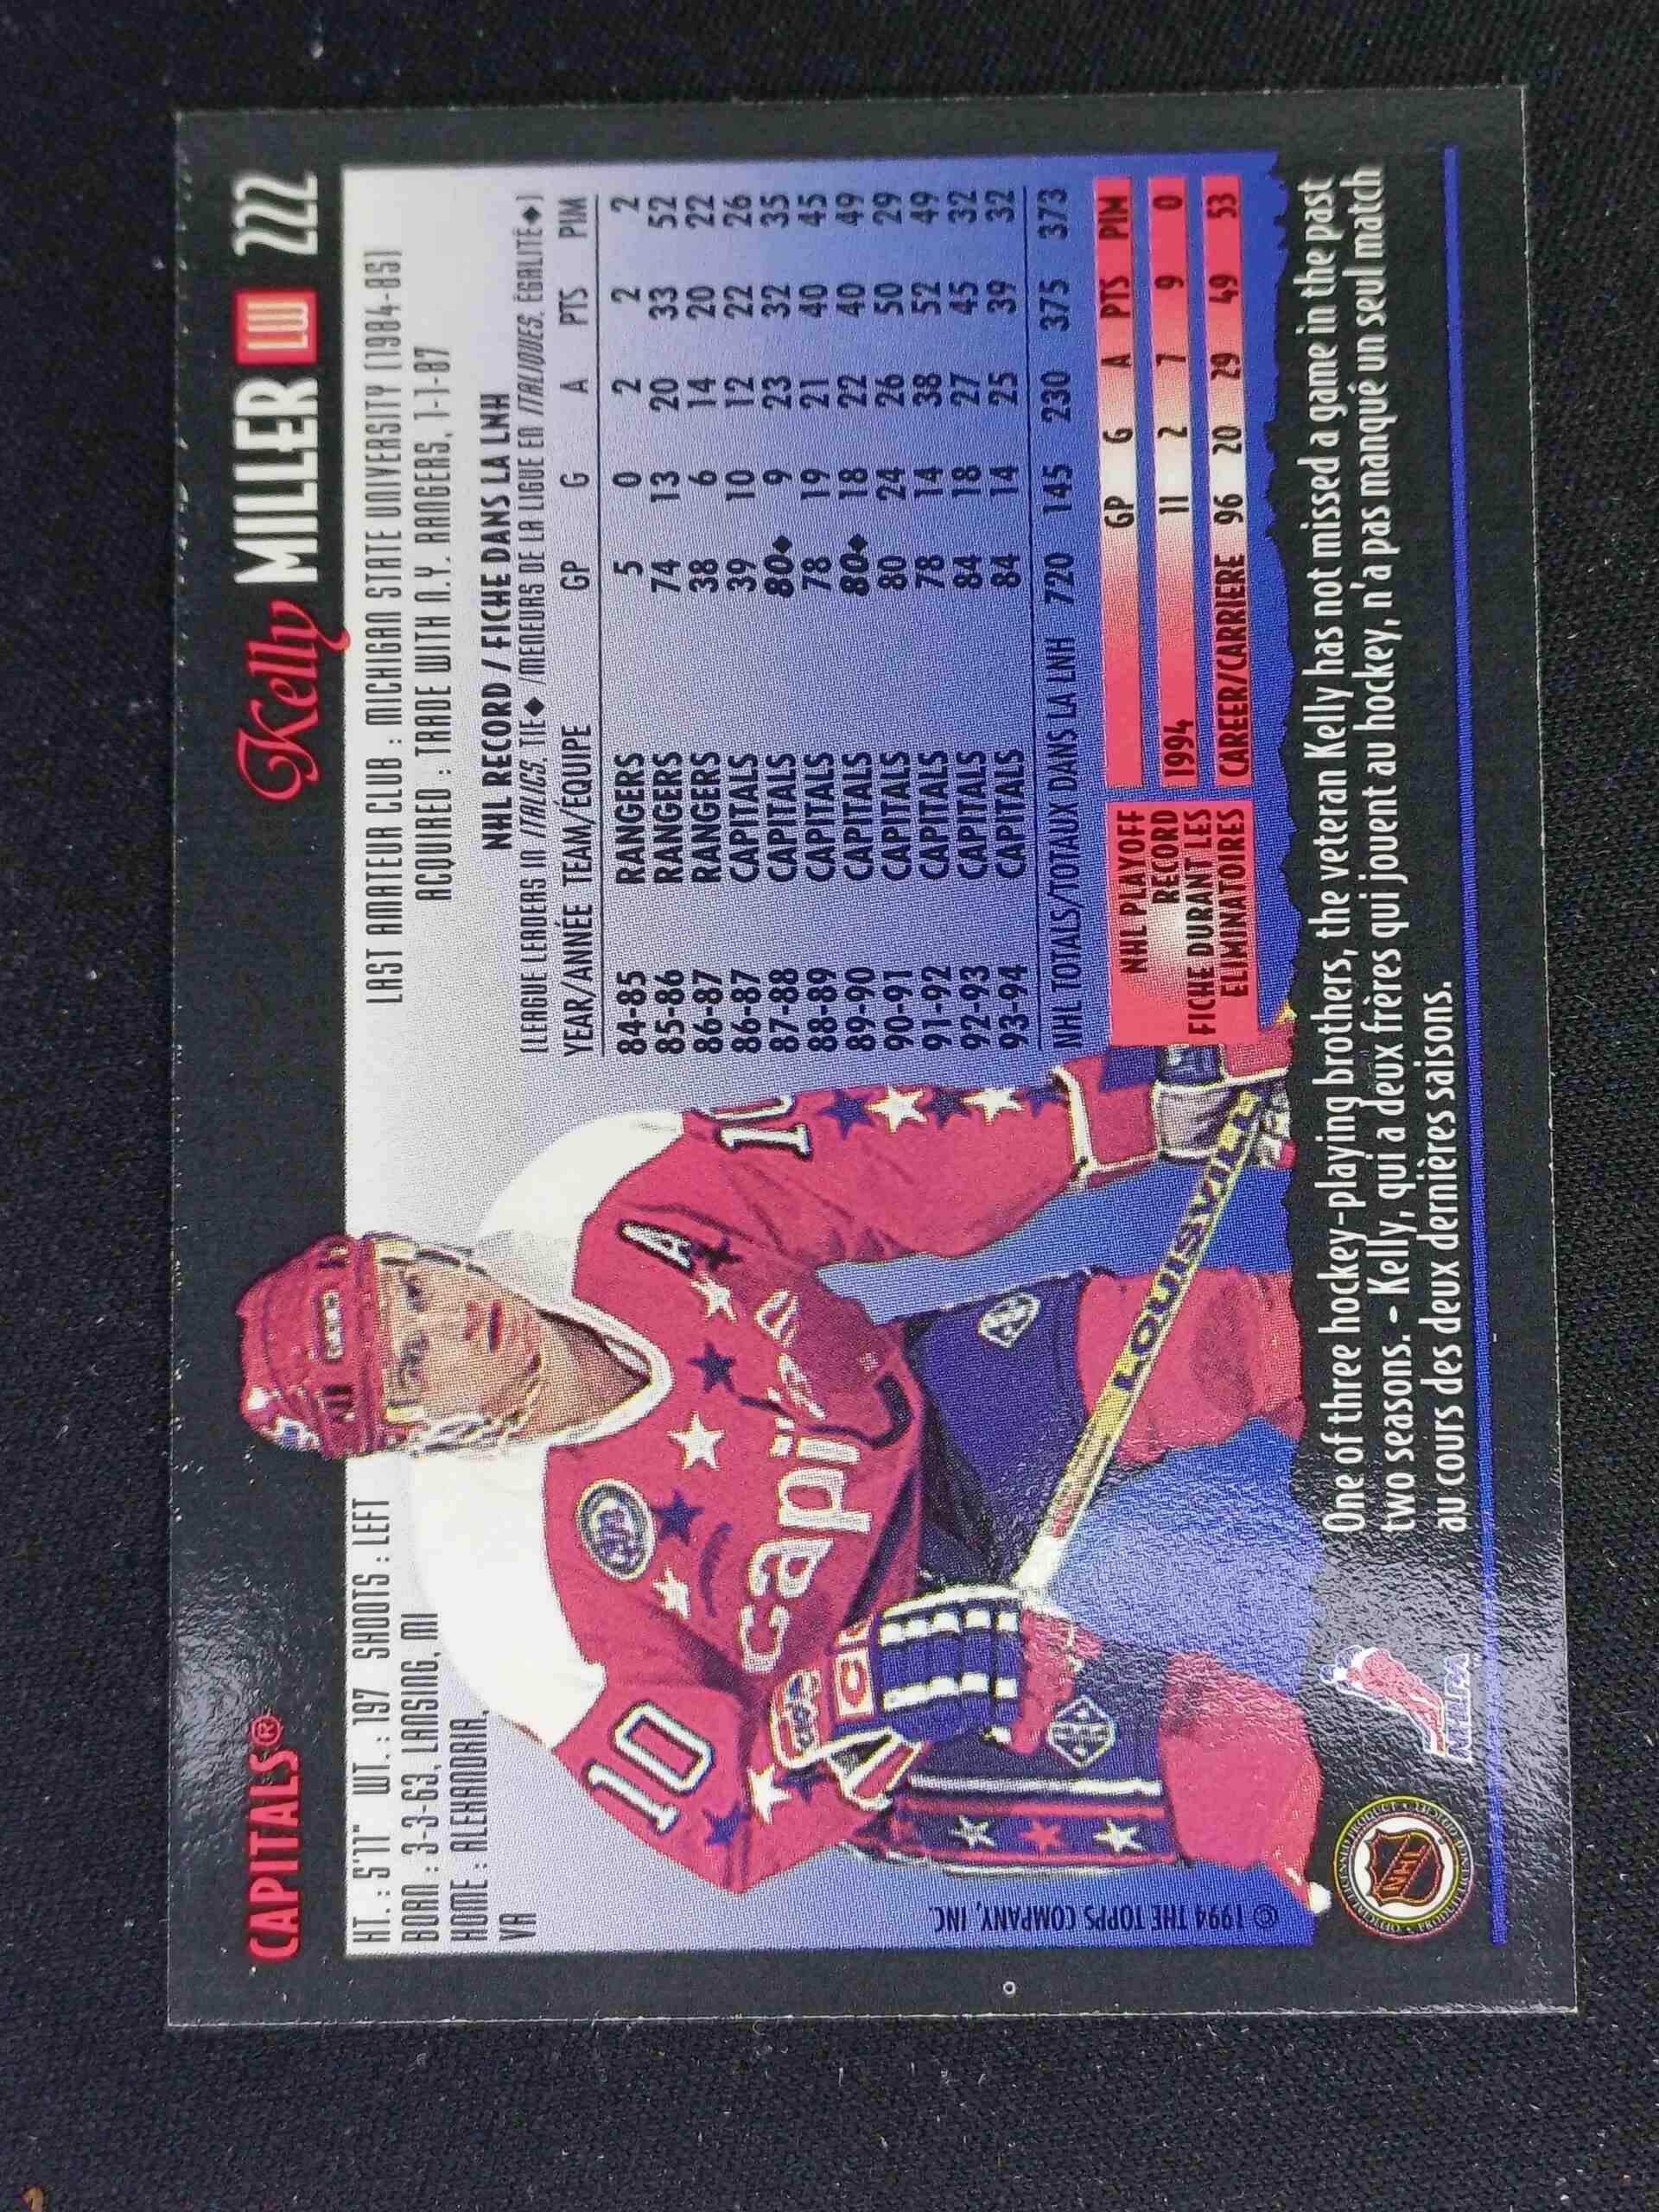 CAPITALS® Kelly MILLER LW 222
HT. : 5'11" WT. : 197 SHOOTS : LEFT
BORN : 3-3-63, LANSING, MI
HOME : ALEXANDRIA,
VA
LAST AMATEUR CLUB : MICHIGAN STATE UNIVERSITY (1984-85)
ACQUIRED : TRADE WITH N.Y. RANGERS, 1-1-87
NHL RECORD / FICHE DANS LA LNH
(LEAGUE LEADERS IN ITALICS, TIE◆ /MENEURS DE LA LIGUE EN ITALIQUES, ÉGALITÉ◆)
YEAR/ANNÉE TEAM/ÉQUIPE GP G A PTS PIM
84-85 RANGERS 5 0 2 2 2
85-86 RANGERS 74 13 20 33 52
86-87 RANGERS 38 6 14 20 22
86-87 CAPITALS 39 10 12 22 26
87-88 CAPITALS 80◆ 9 23 32 35
88-89 CAPITALS 78 19 21 40 45
89-90 CAPITALS 80◆ 18 22 40 49
90-91 CAPITALS 80 24 26 50 29
91-92 CAPITALS 78 14 38 52 49
92-93 CAPITALS 84 18 27 45 32
93-94 CAPITALS 84 14 25 39 32
NHL TOTALS/TOTAUX DANS LA LNH 720 145 230 375 373
NHL PLAYOFF
RECORD
FICHE DURANT LES
ELIMINATOIRES
GP G A PTS PIM
1994 11 2 7 9 0
CAREER/CARRIERE 96 20 29 49 53
10
A
10
capi
CCM
LOUISVILL
© 1994 THE TOPPS COMPANY, INC.
One of three hockey-playing brothers, the veteran Kelly has not missed a game in the past
two seasons. - Kelly, qui a deux frères qui jouent au hockey, n'a pas manqué un seul match
au cours des deux dernières saisons.
NHL
NHLPA